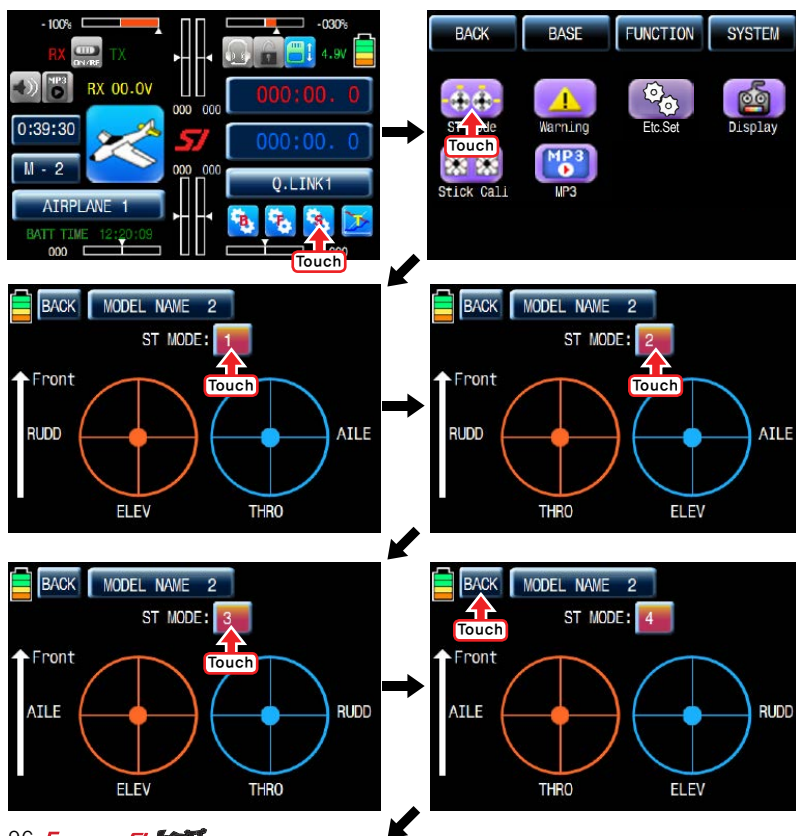 -100%
-030%
RX
ON/RF
TX
4.9V
MP3
RX 00.0V
000 000
000:00. 0
0:39:30
SJ
000:00. 0
M - 2
000 000
Q.LINK1
AIRPLANE 1
B
F
S
T
BATT TIME 12:20:09
000
000
Touch
BACK
BASE
FUNCTION
SYSTEM
Warning
Etc.Set
Display
Touch
MP3
Stick Cali
MP3
BACK
MODEL NAME 2
ST MODE: 1
Touch
Front
RUDD
AILE
ELEV
THRO
BACK
MODEL NAME 2
ST MODE: 2
Touch
Front
RUDD
AILE
THRO
ELEV
BACK
MODEL NAME 2
ST MODE: 3
Touch
Front
AILE
RUDD
ELEV
THRO
BACK
MODEL NAME 2
Touch
ST MODE: 4
Front
AILE
RUDD
THRO
ELEV